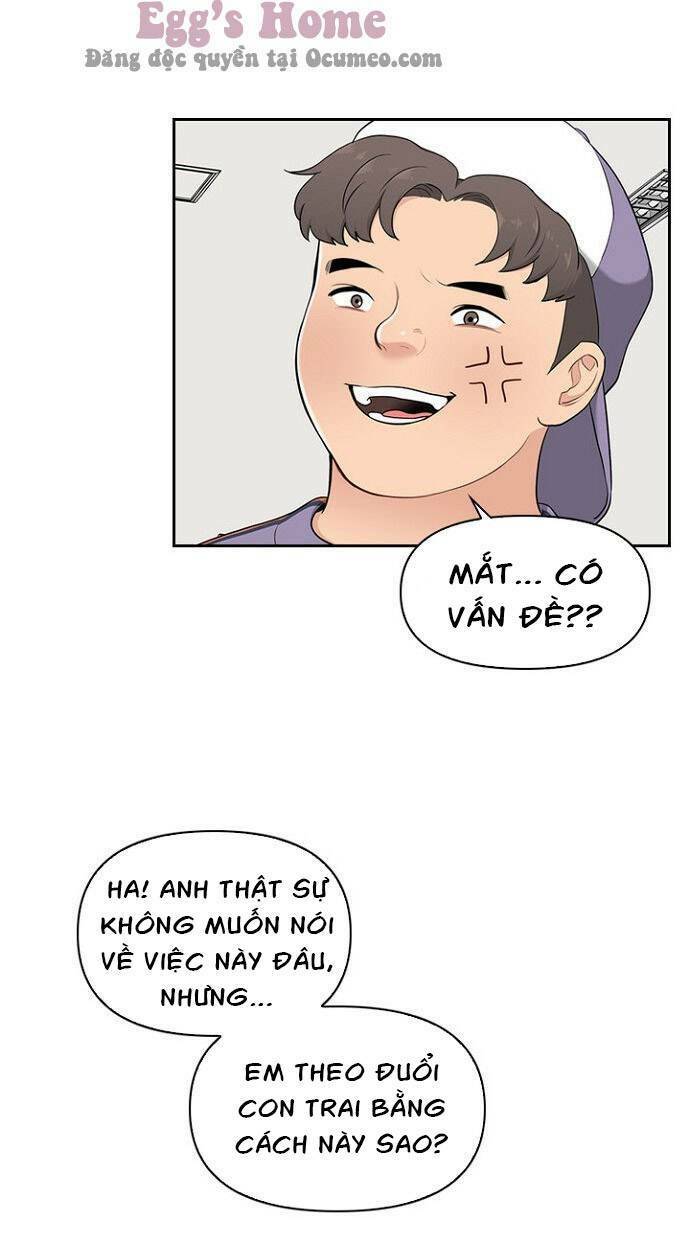 Egg's Home
Đăng độc quyền tại Ocumeo.com
MẮT... CÓ
VẤN ĐỀ??
HA! ANH THẬT SỰ
KHÔNG MUỐN NÓI
VỀ VIỆC NÀY ĐÂU,
NHƯNG...
EM THEO ĐUỔI
CON TRAI BẰNG
CÁCH NÀY SAO?